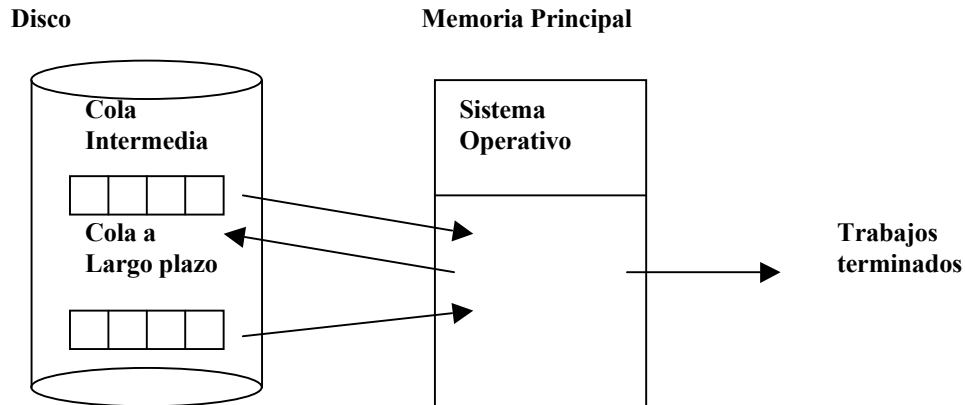 Disco
Memoria Principal
Cola
Intermedia
Sistema
Operativo
Cola a
Largo plazo
Trabajos
terminados